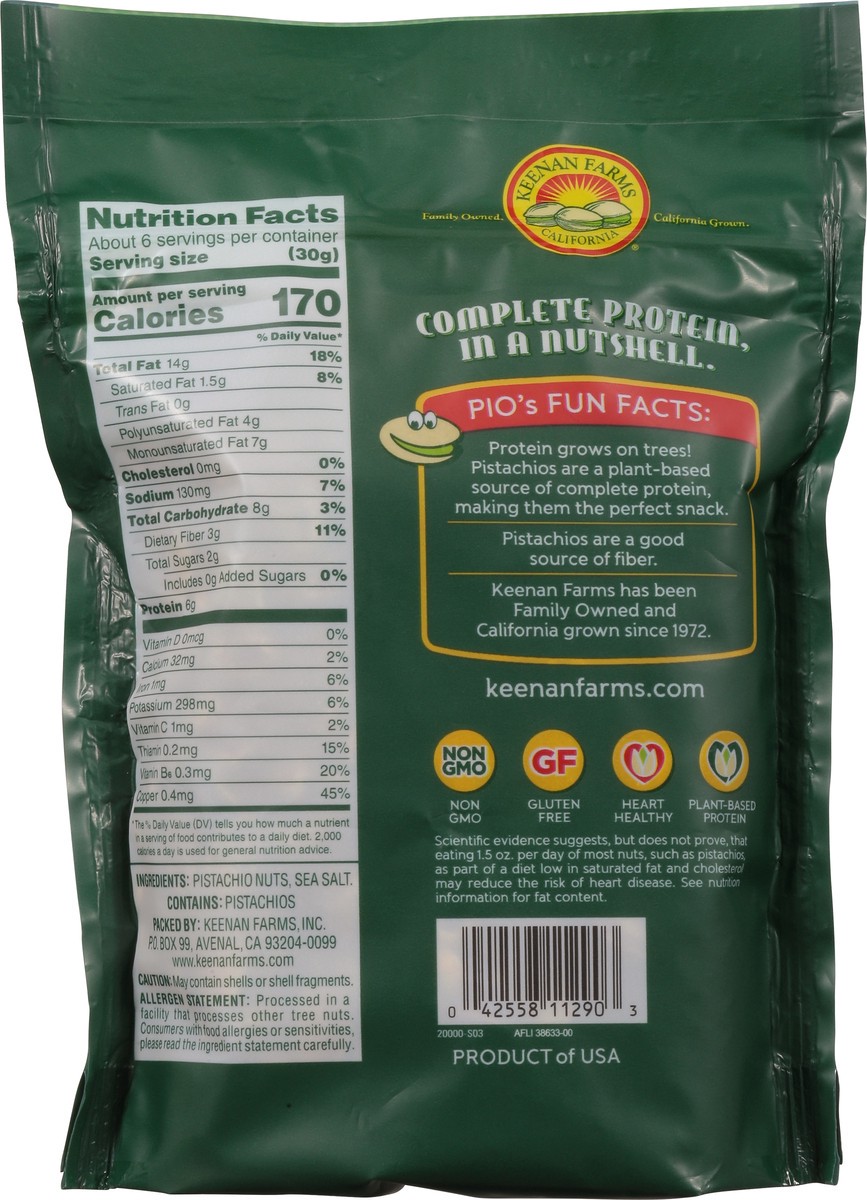 Nutrition Facts
About 6 servings per container
Serving size (30g)
Amount per serving
Calories 170
% Daily Value*
Total Fat 14g 18%
Saturated Fat 1.5g 8%
Trans Fat 0g
Polyunsaturated Fat 4g
Monounsaturated Fat 7g
Cholesterol 0mg 0%
Sodium 130mg 7%
Total Carbohydrate 8g 3%
Dietary Fiber 3g 11%
Total Sugars 2g
Includes 0g Added Sugars 0%
Protein 6g
Vitamin D 0mcg 0%
Calcium 32mg 2%
Iron 1mg 6%
Potassium 298mg 6%
Vitamin C 1mg 2%
Thiamin 0.2mg 15%
Vitamin B6 0.3mg 20%
Copper 0.4mg 45%
*The % Daily Value (DV) tells you how much a nutrient
in a serving of food contributes to a daily diet. 2,000
calories a day is used for general nutrition advice.
INGREDIENTS: PISTACHIO NUTS, SEA SALT.
CONTAINS: PISTACHIOS
PACKED BY: KEENAN FARMS, INC.
P.O. BOX 99, AVENAL, CA 93204-0099
www.keenanfarms.com
CAUTION: May contain shells or shell fragments.
ALLERGEN STATEMENT: Processed in a
facility that processes other tree nuts.
Consumers with food allergies or sensitivities,
please read the ingredient statement carefully.
KEENAN FARMS
CALIFORNIA
®
Family Owned. California Grown.
COMPLETE PROTEIN,
IN A NUTSHELL.
PIO's FUN FACTS:
Protein grows on trees!
Pistachios are a plant-based
source of complete protein,
making them the perfect snack.
Pistachios are a good
source of fiber.
Keenan Farms has been
Family Owned and
California grown since 1972.
keenanfarms.com
NON
GMO
GF
NON
GMO
GLUTEN
FREE
HEART
HEALTHY
PLANT-BASED
PROTEIN
Scientific evidence suggests, but does not prove, that
eating 1.5 oz. per day of most nuts, such as pistachios,
as part of a diet low in saturated fat and cholesterol
may reduce the risk of heart disease. See nutrition
information for fat content.
0 42558 11290 3
20000-S03 AFLI 38633-00
PRODUCT of USA